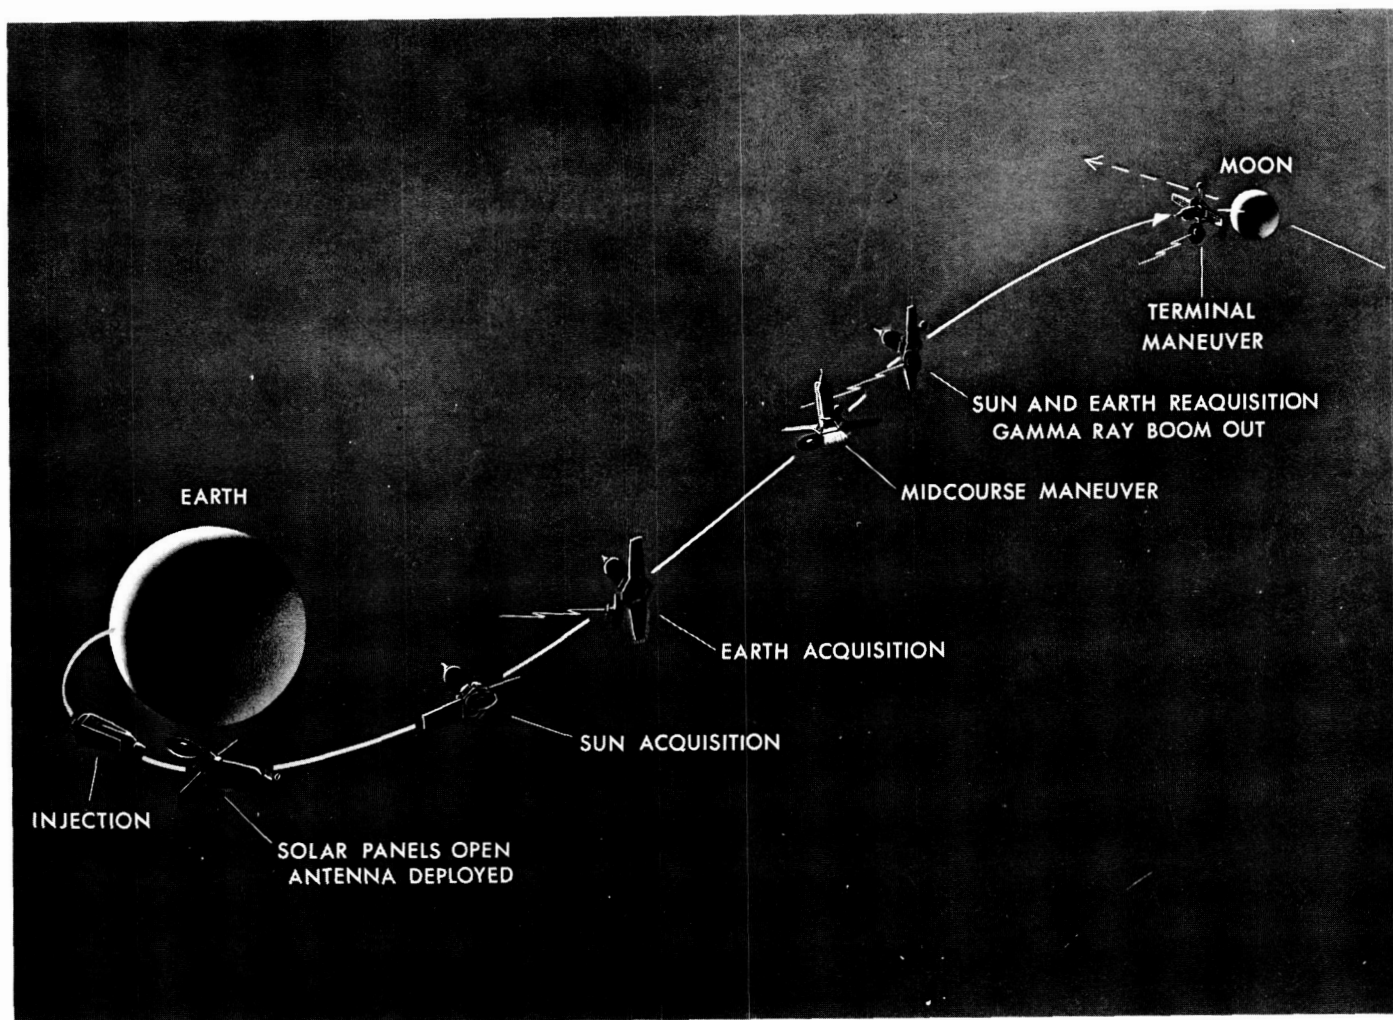 MOON
TERMINAL
MANEUVER
SUN AND EARTH REAQUISITION
GAMMA RAY BOOM OUT
MIDCOURSE MANEUVER
EARTH
EARTH ACQUISITION
SUN ACQUISITION
INJECTION
SOLAR PANELS OPEN
ANTENNA DEPLOYED